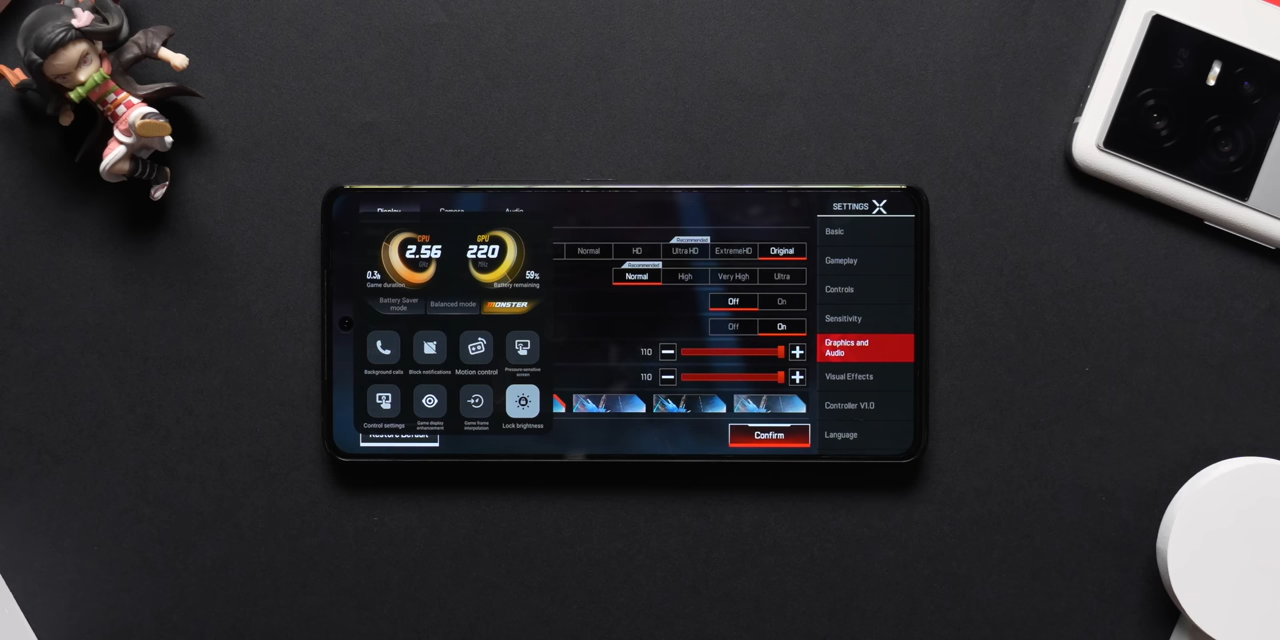 Display Camera Audio
SETTINGS
CPU
2.56
GHz
GPU
220
MHz
0.3h
Game duration
59%
Battery remaining
Battery Saver
mode
Balanced mode
MONSTER
Background calls
Block notifications
Motion control
Pressure-sensitive
screen
Control settings
Game display
enhancement
Game frame
interpolation
Lock brightness
Restore Default
Recommended
Normal HD Ultra HD ExtremeHD Original
Recommended
Normal High Very High Ultra
Off On
Off On
110
110
Confirm
Basic
Gameplay
Controls
Sensitivity
Graphics and
Audio
Visual Effects
Controller V1.0
Language